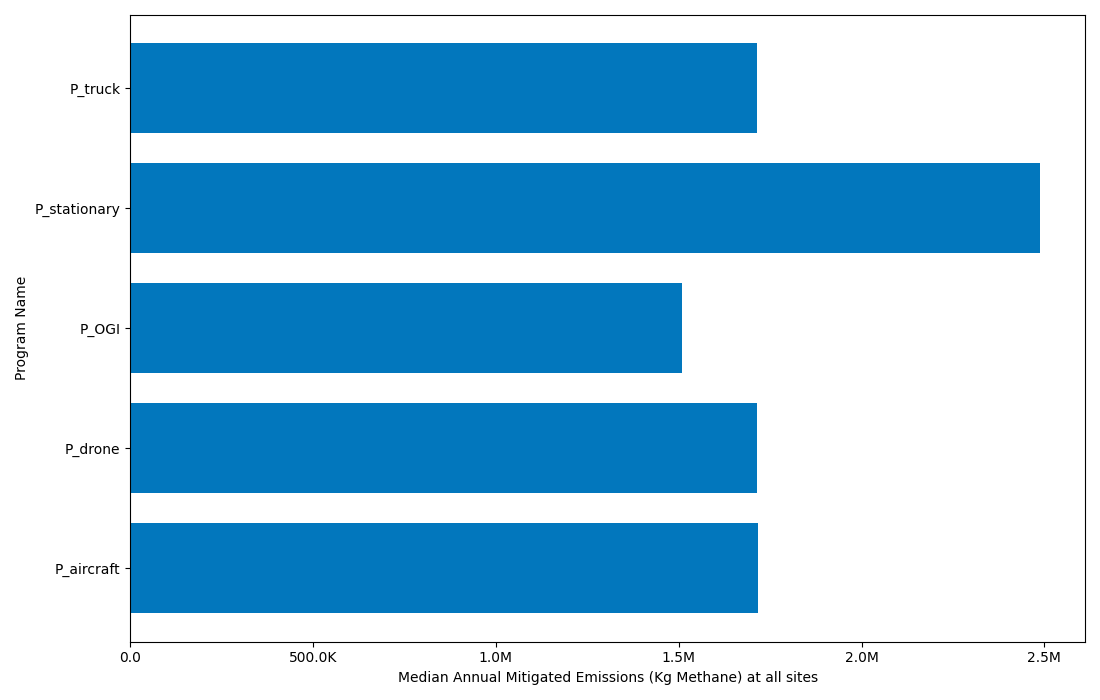 P_truck
P_stationary
P_OGI
P_drone
P_aircraft
Program Name
0.0 500.0K 1.0M 1.5M 2.0M 2.5M
Median Annual Mitigated Emissions (Kg Methane) at all sites